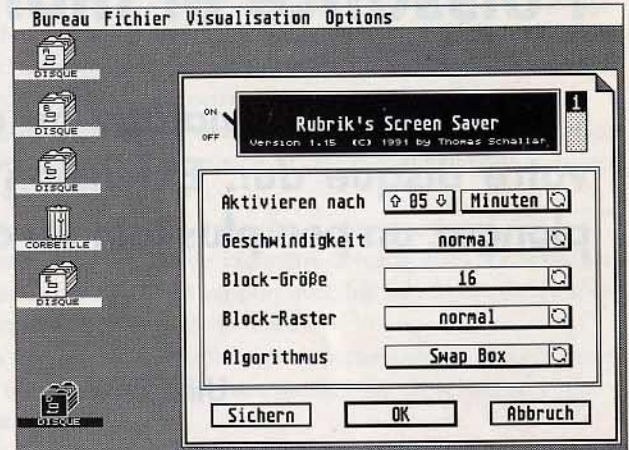 Bureau Fichier Visualisation Options
DISQUE
DISQUE
DISQUE
CORBEILLE
DISQUE
DISQUE
1
ON
OFF
Rubrik's Screen Saver
Version 1.15 (C) 1991 by Thomas Schallar
Aktivieren nach 05 Minuten
Geschwindigkeit normal
Block-Größe 16
Block-Raster normal
Algorithmus Swap Box
Sichern OK Abbruch